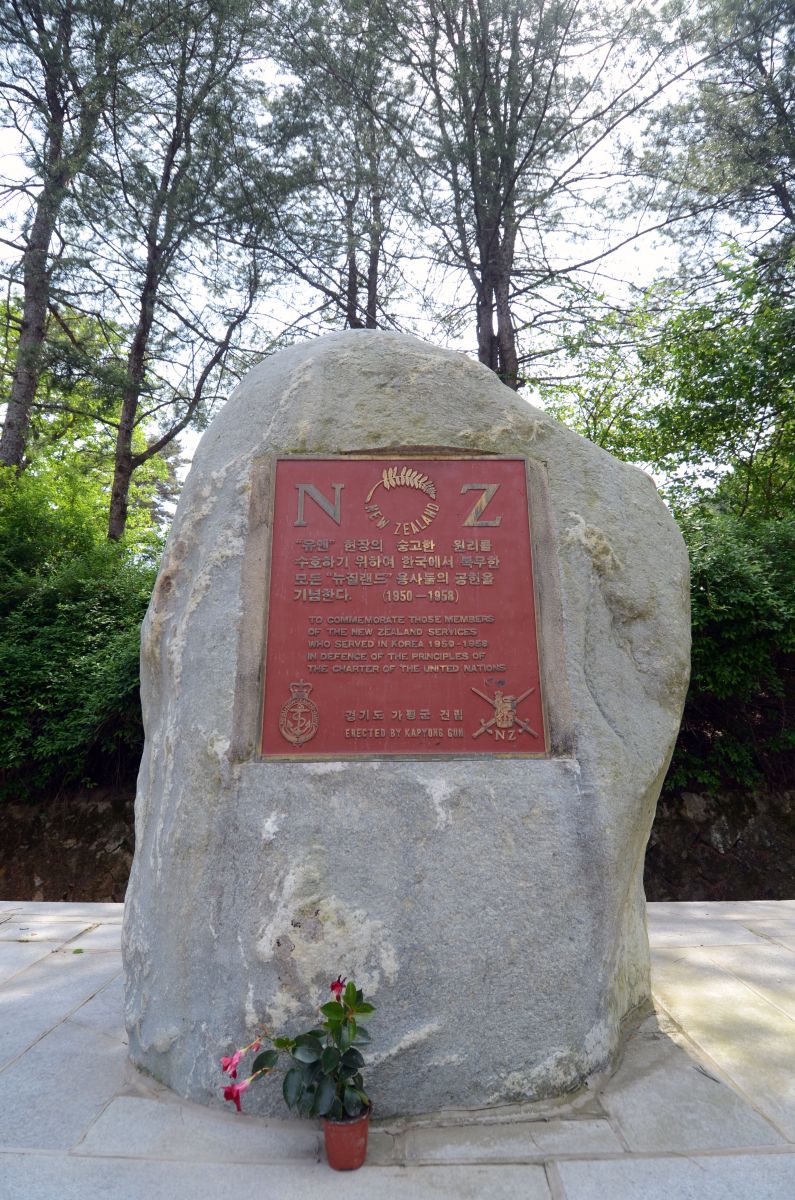 N Z
NEW ZEALAND
"유엔" 헌장의 숭고한 원리를
수호하기 위하여 한국에서 복무한
모든 "뉴질랜드" 용사들의 공헌을
기념한다. (1950—1958)
TO COMMEMORATE THOSE MEMBERS
OF THE NEW ZEALAND SERVICES
WHO SERVED IN KOREA 1950-1958
IN DEFENCE OF THE PRINCIPLES OF
THE CHARTER OF THE UNITED NATIONS
경기도 가평군 건립
ERECTED BY KAPYONG GUN
NZ